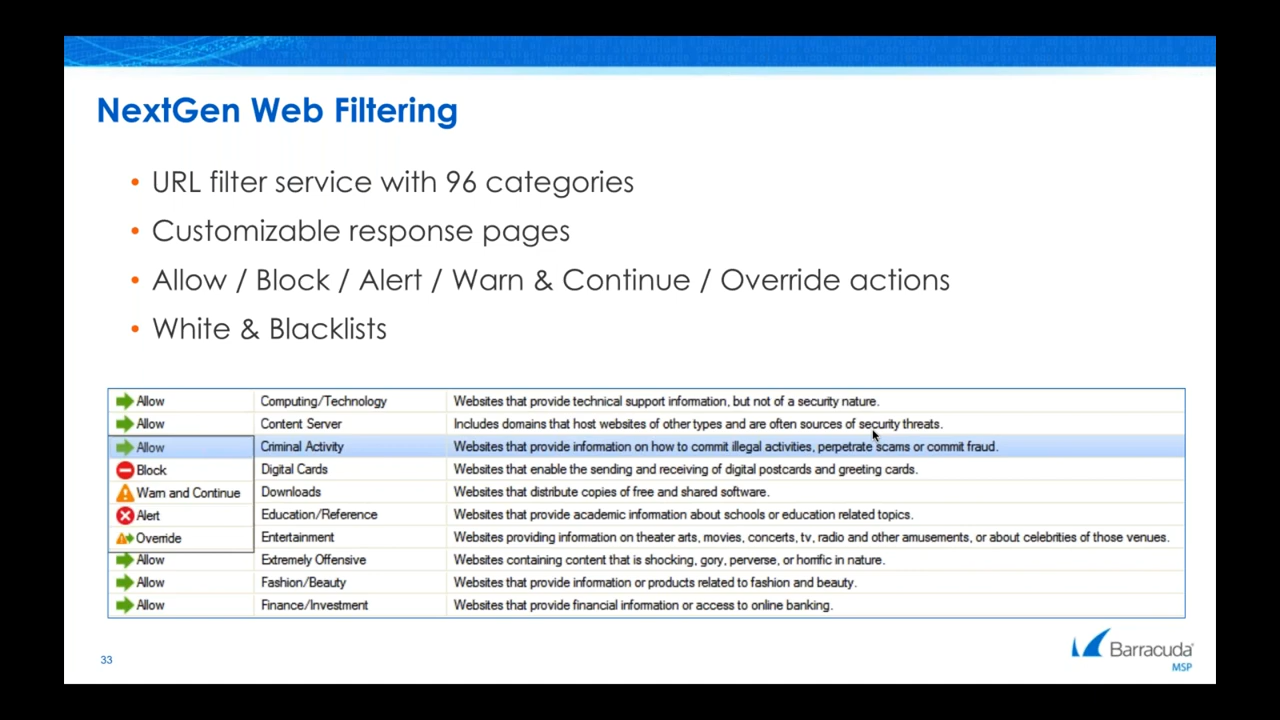 NextGen Web Filtering
• URL filter service with 96 categories
• Customizable response pages
• Allow / Block / Alert / Warn & Continue / Override actions
• White & Blacklists
Allow Computing/Technology Websites that provide technical support information, but not of a security nature.
Allow Content Server Includes domains that host websites of other types and are often sources of security threats.
Allow Criminal Activity Websites that provide information on how to commit illegal activities, perpetrate scams or commit fraud.
Block Digital Cards Websites that enable the sending and receiving of digital postcards and greeting cards.
Warn and Continue Downloads Websites that distribute copies of free and shared software.
Alert Education/Reference Websites that provide academic information about schools or education related topics.
Override Entertainment Websites providing information on theater arts, movies, concerts, tv, radio and other amusements, or about celebrities of those venues.
Allow Extremely Offensive Websites containing content that is shocking, gory, perverse, or horrific in nature.
Allow Fashion/Beauty Websites that provide information or products related to fashion and beauty.
Allow Finance/Investment Websites that provide financial information or access to online banking.
33
Barracuda
MSP